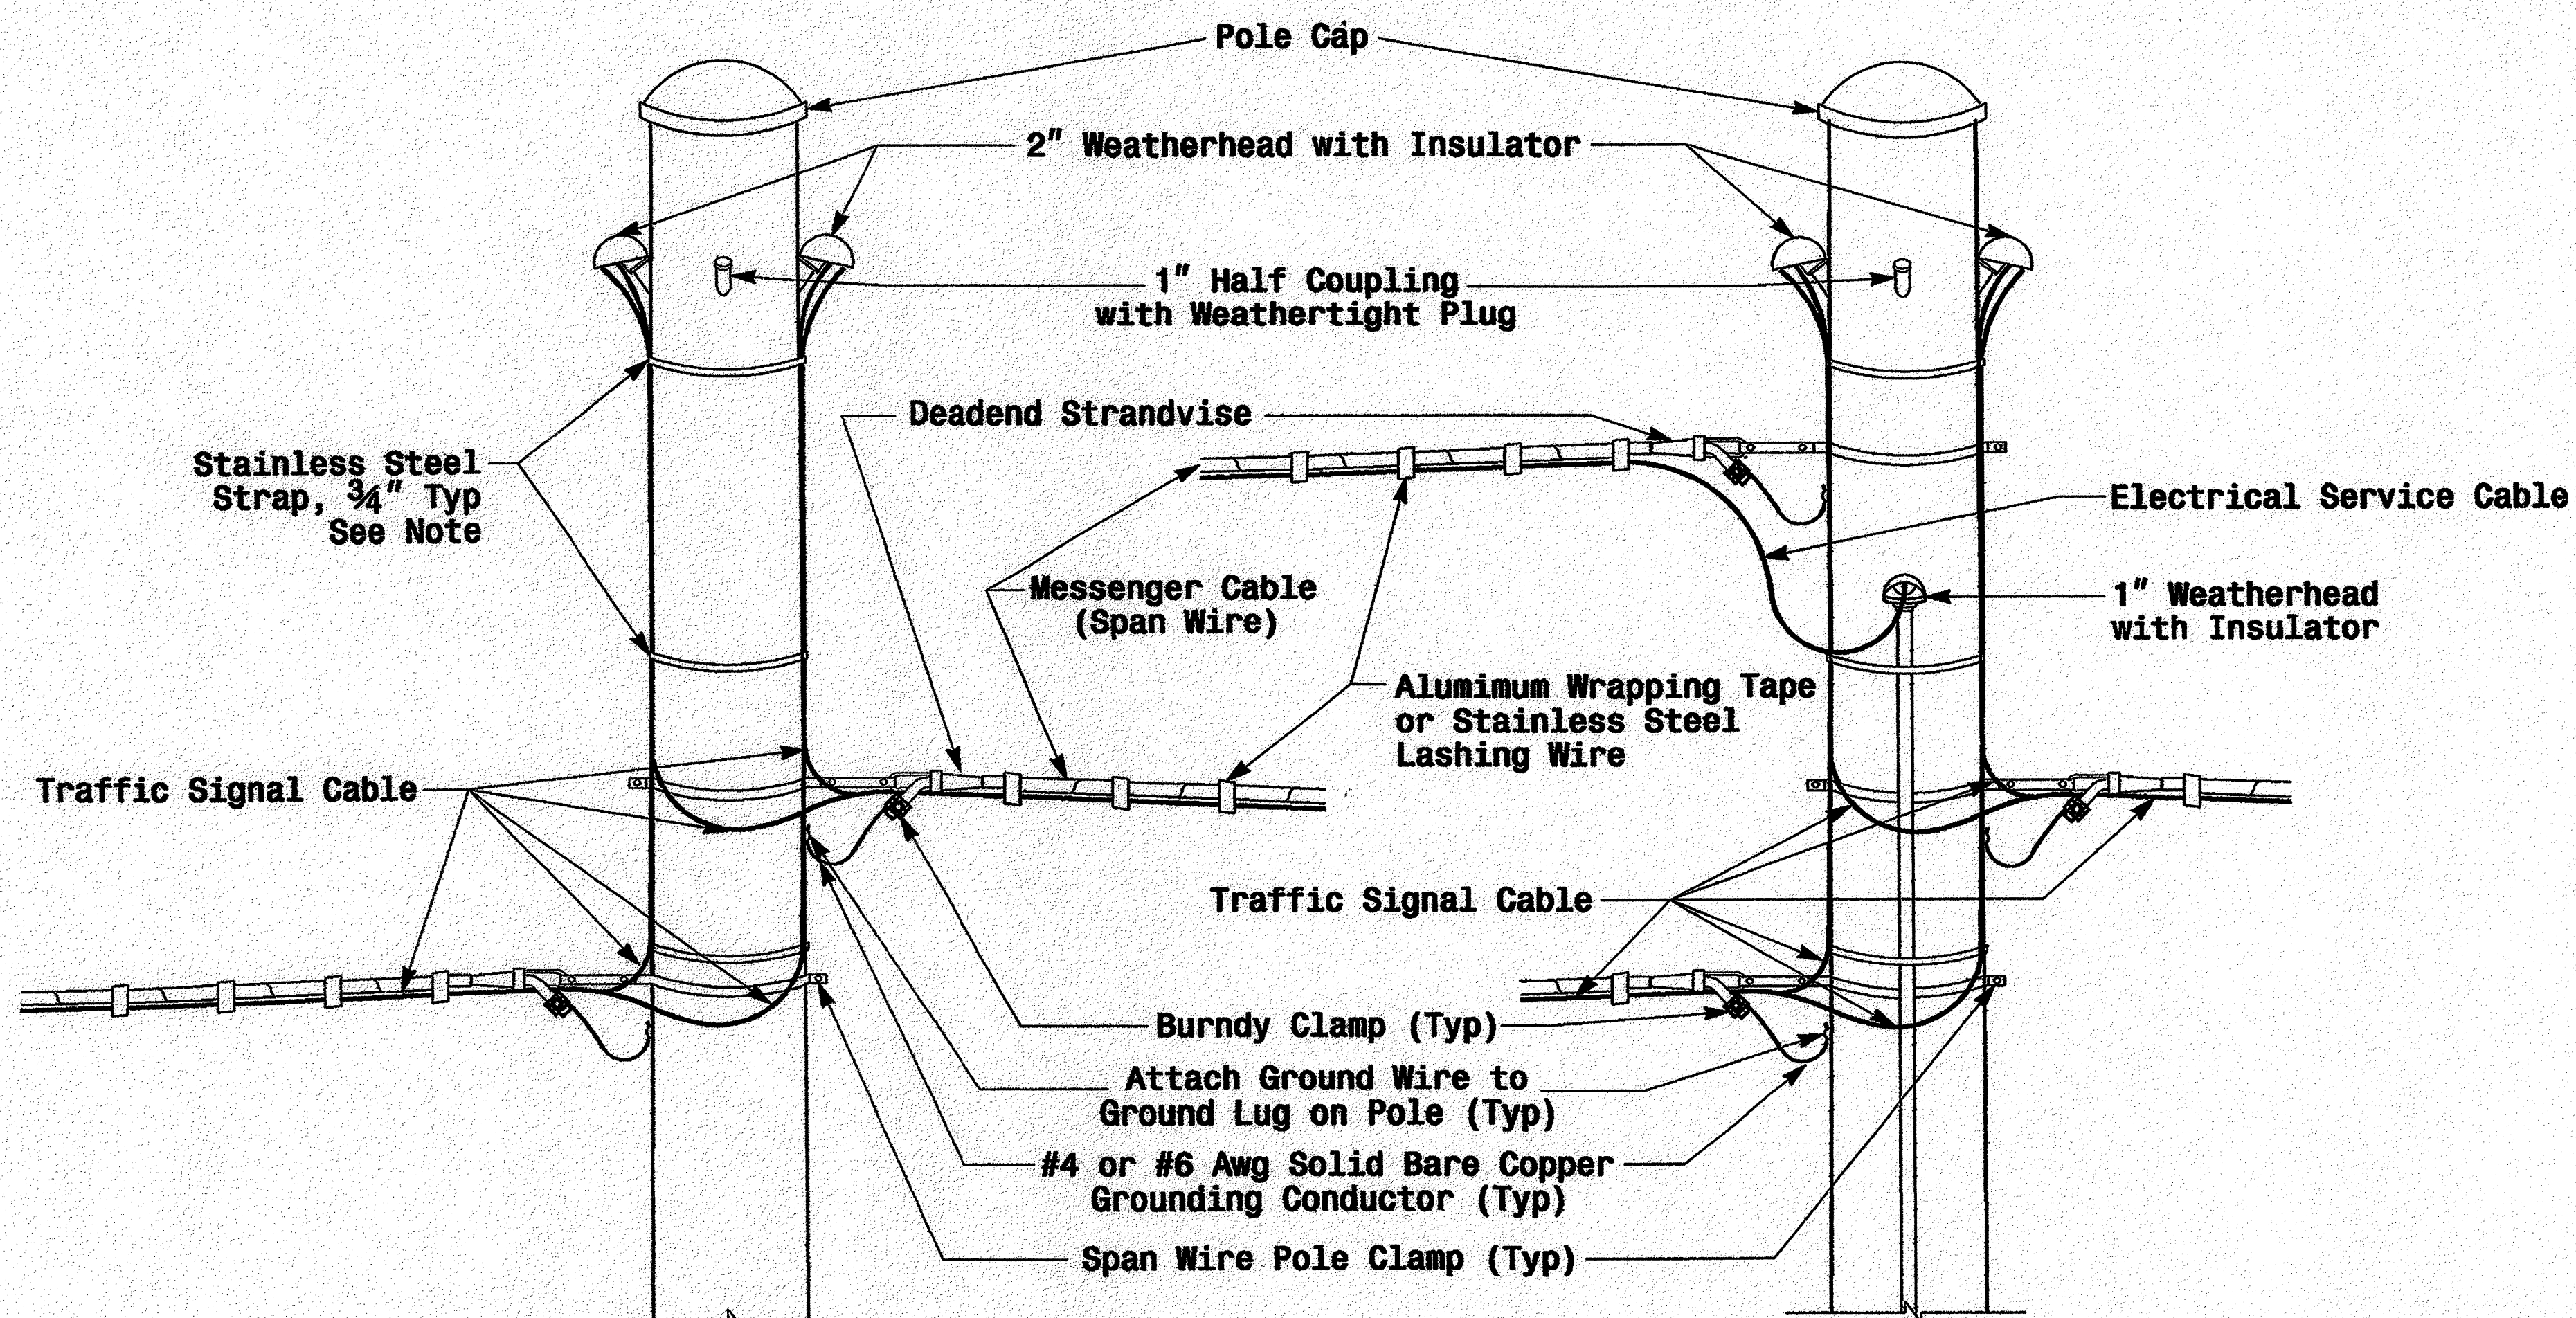 Pole Cap
2" Weatherhead with Insulator
1" Half Coupling
with Weathertight Plug
Deadend Strandvise
Stainless Steel
Strap, ¾" Typ
See Note
Electrical Service Cable
Messenger Cable
(Span Wire)
1" Weatherhead
with Insulator
Alumimum Wrapping Tape
or Stainless Steel
Lashing Wire
Traffic Signal Cable
Traffic Signal Cable
Burndy Clamp (Typ)
Attach Ground Wire to
Ground Lug on Pole (Typ)
#4 or #6 Awg Solid Bare Copper
Grounding Conductor (Typ)
Span Wire Pole Clamp (Typ)